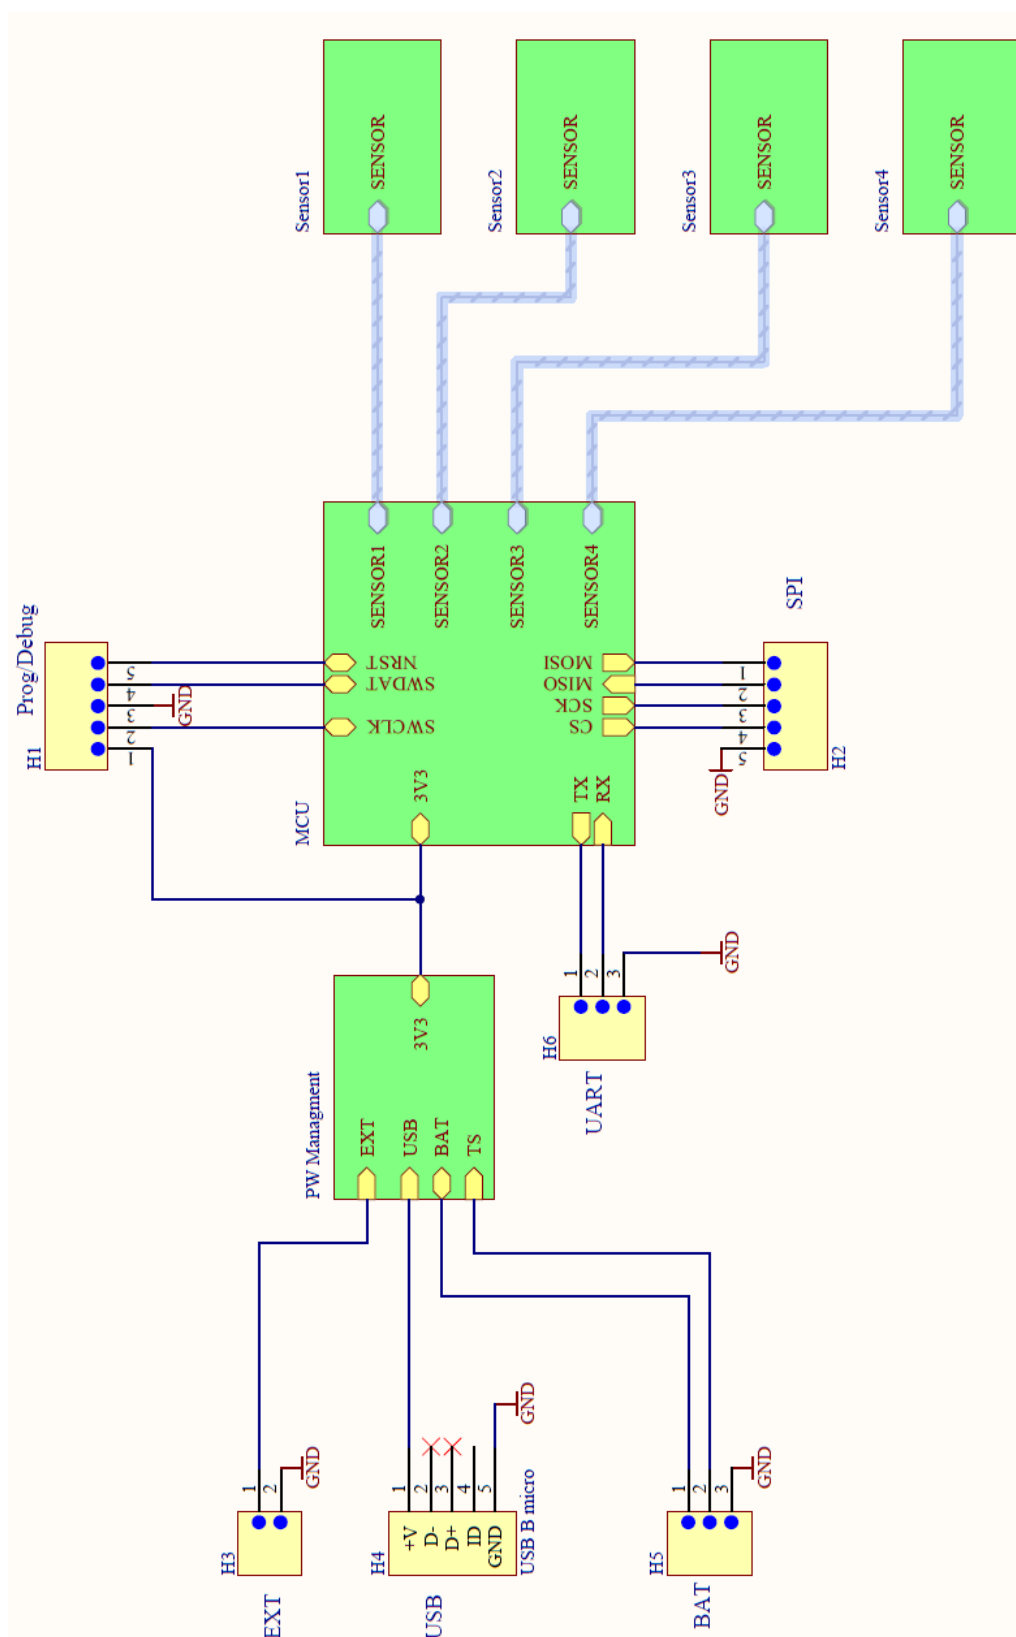 Sensor1
SENSOR
Sensor2
SENSOR
Sensor3
SENSOR
Sensor4
SENSOR
Prog/Debug
H1
5
4
3
2
1
GND
MCU
SENSOR1
SENSOR2
SENSOR3
SENSOR4
NRST
SWDAT
SWCLK
3V3
MOSI
MISO
SCK
CS
TX
RX
SPI
H2
1
2
3
4
5
GND
PW Managment
3V3
EXT
USB
BAT
TS
UART
H6
1
2
3
GND
EXT
H3
1
2
GND
USB
H4
USB B micro
+V
D-
D+
ID
GND
1
2
3
4
5
GND
BAT
H5
1
2
3
GND